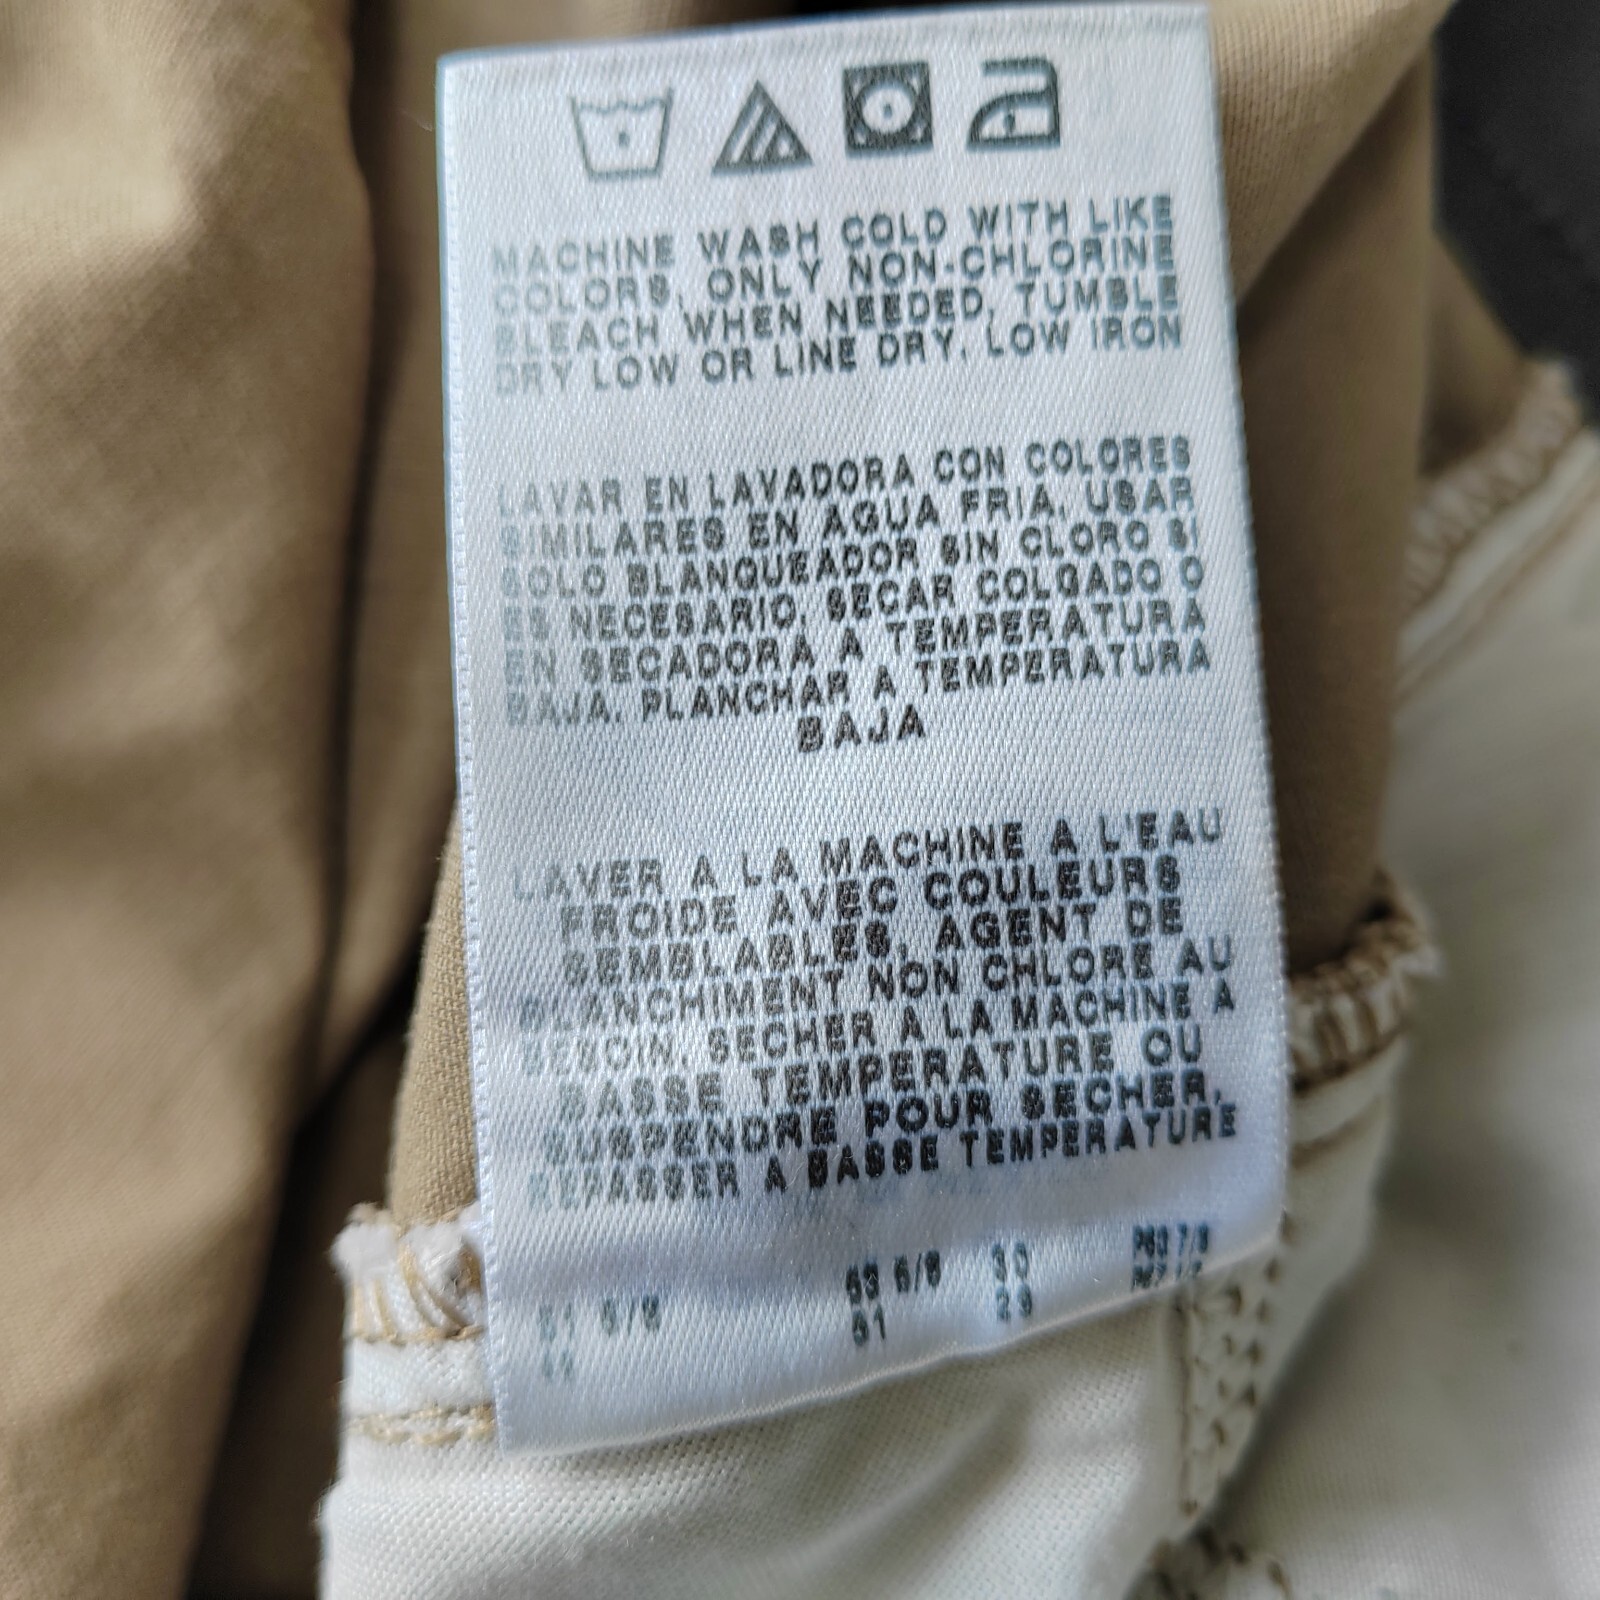 MACHINE WASH COLD WITH LIKE
COLORS, ONLY NON-CHLORINE
BLEACH WHEN NEEDED, TUMBLE
DRY LOW OR LINE DRY, LOW IRON
LAVAR EN LAVADORA CON COLORES
SIMILARES EN AGUA FRIA, USAR
SOLO BLANQUEADOR SIN CLORO SI
ES NECESARIO, SECAR COLGADO O
EN SECADORA A TEMPERATURA
BAJA, PLANCHAR A TEMPERATURA
BAJA
LAVER A LA MACHINE A L'EAU
FROIDE AVEC COULEURS
SEMBLABLES, AGENT DE
BLANCHIMENT NON CHLORE AU
BESOIN, SECHER A LA MACHINE A
BASSE TEMPERATURE OU
SUSPENDRE POUR SECHER,
REPASSER A BASSE TEMPERATURE
30